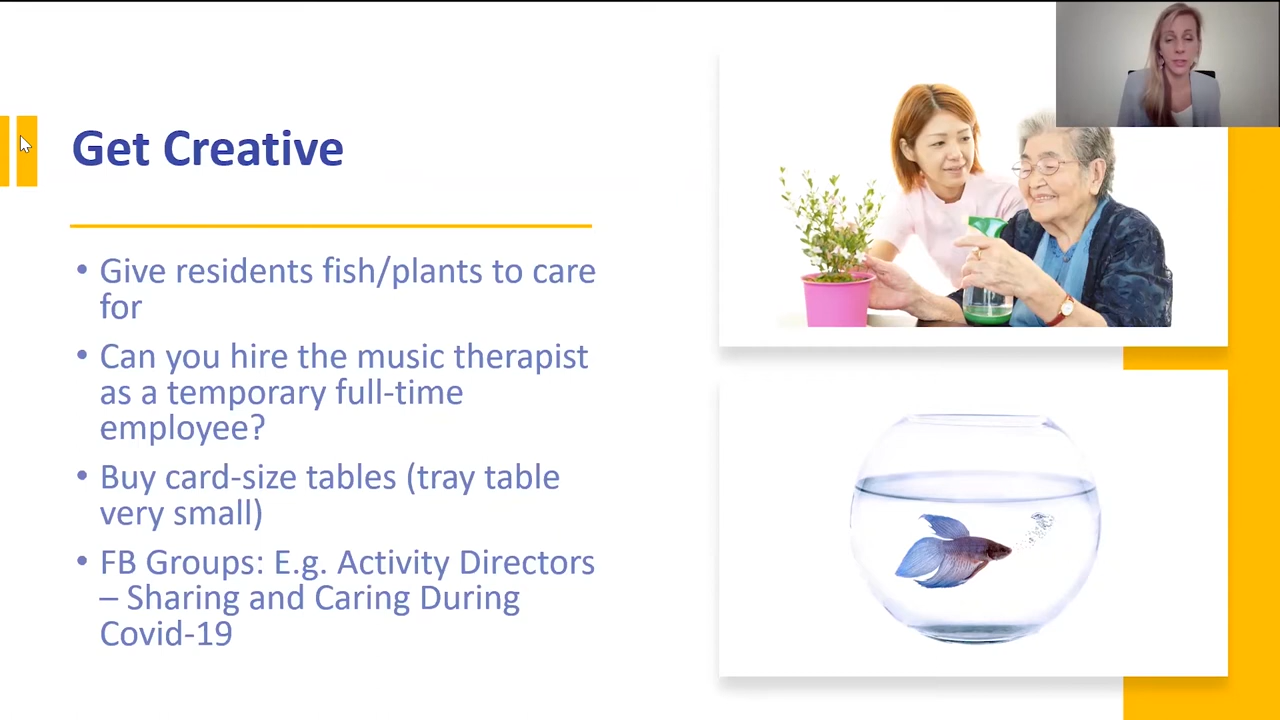 Get Creative
• Give residents fish/plants to care
for
• Can you hire the music therapist
as a temporary full-time
employee?
• Buy card-size tables (tray table
very small)
• FB Groups: E.g. Activity Directors
– Sharing and Caring During
Covid-19